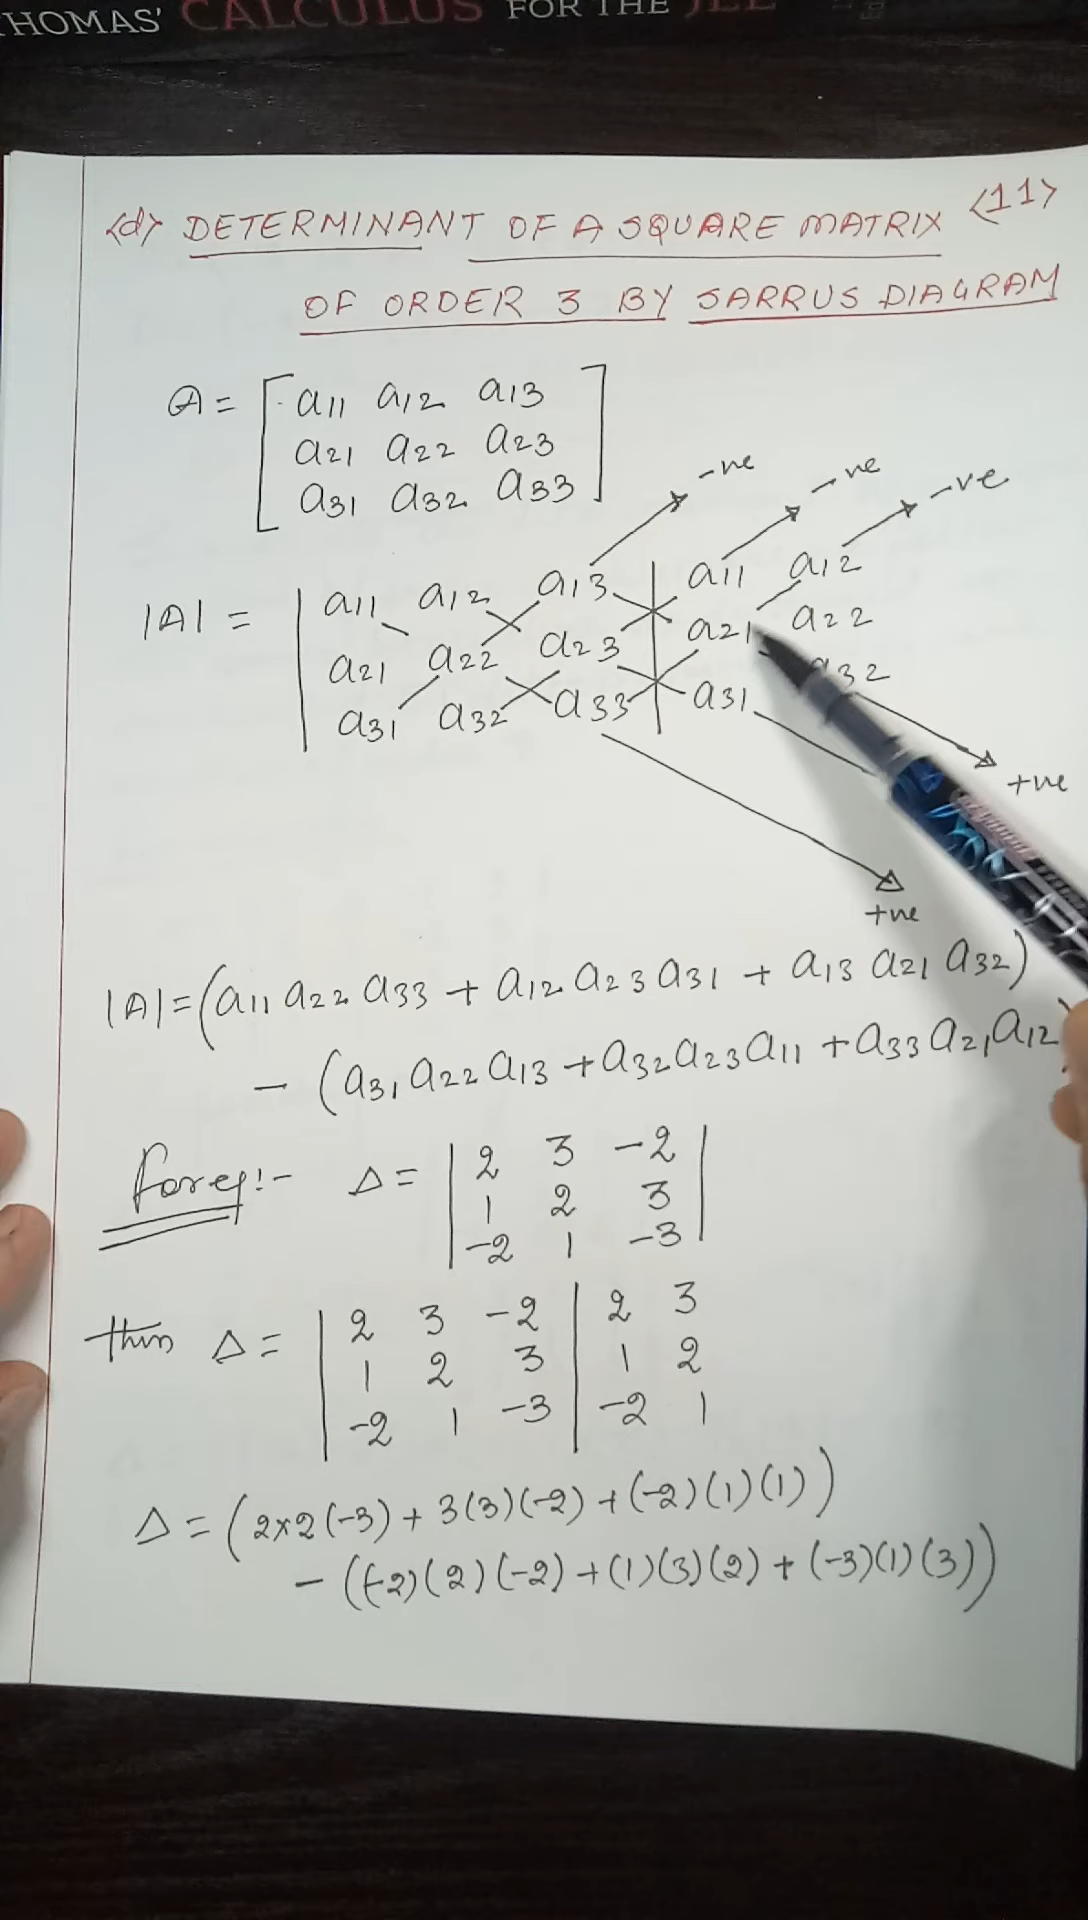 THOMAS' CALCULUS FOR THE JEE
<11>
<d> DETERMINANT OF A SQUARE MATRIX
OF ORDER 3 BY SARRUS DIAGRAM
A = [ a11 a12 a13
a21 a22 a23
a31 a32 a33 ]
-ve -ve -ve
|A| = | a11 a12 a13 | a11 a12
a21 a22 a23 | a21 a22
a31 a32 a33 | a31 a32
+ve
+ve
|A| = (a11 a22 a33 + a12 a23 a31 + a13 a21 a32)
- (a31 a22 a13 + a32 a23 a11 + a33 a21 a12)
For eg:- Δ = | 2 3 -2 |
1 2 3
-2 1 -3
then Δ = | 2 3 -2 | 2 3
1 2 3 | 1 2
-2 1 -3 | -2 1
Δ = (2×2(-3) + 3(3)(-2) + (-2)(1)(1))
- ((-2)(2)(-2) + (1)(3)(2) + (-3)(1)(3))